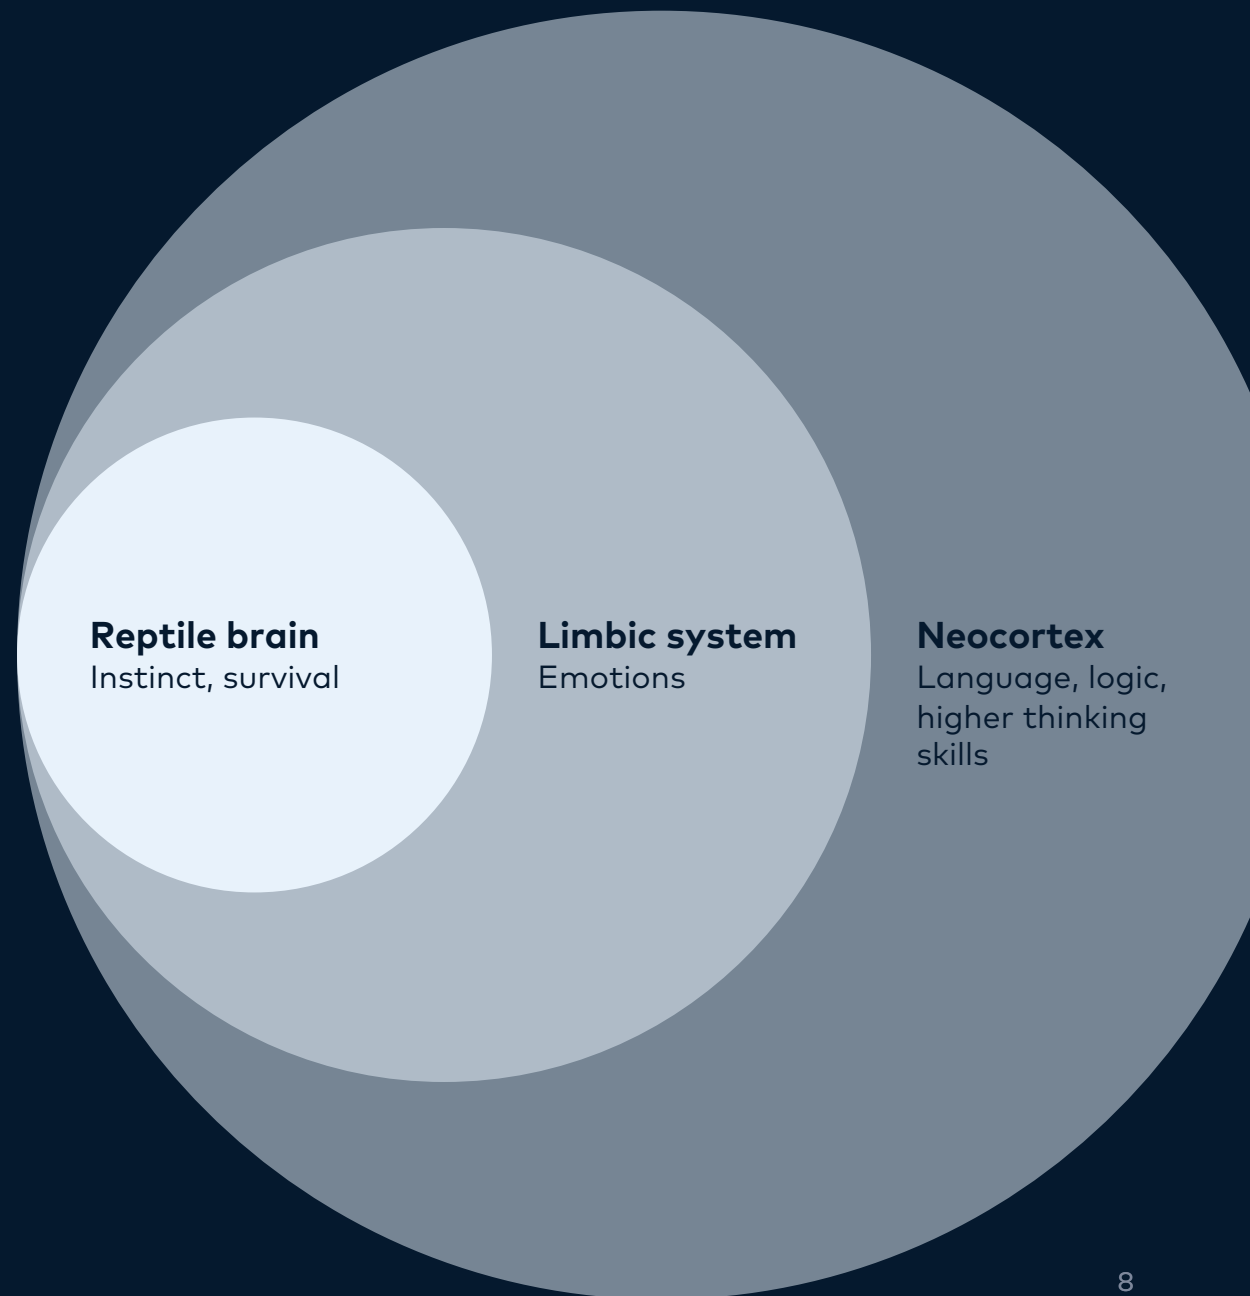 Reptile brain
Instinct, survival
Limbic system
Emotions
Neocortex
Language, logic,
higher thinking
skills
8